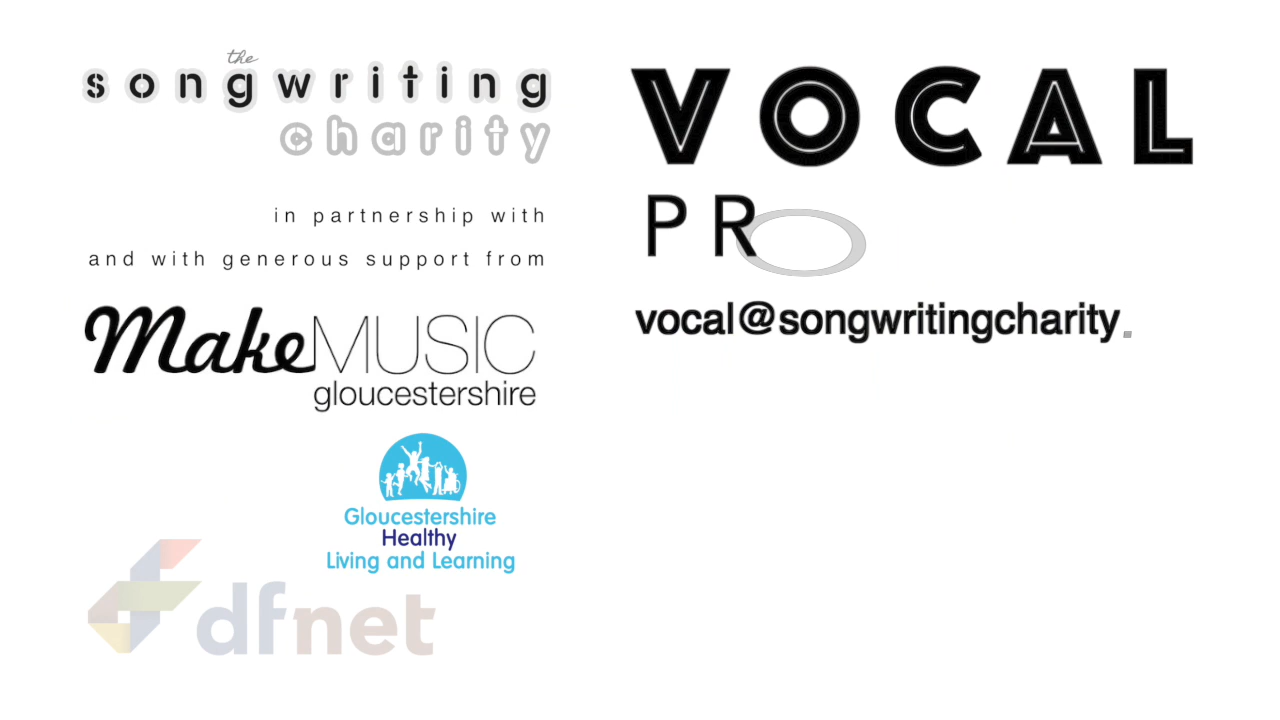 the
songwriting
charity
in partnership with
and with generous support from
MakeMUSIC
gloucestershire
Gloucestershire
Healthy
Living and Learning
dfnet
VOCAL
PRO
vocal@songwritingcharity.